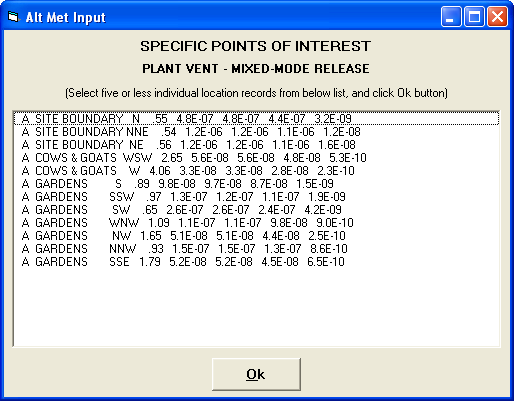 Alt Met Input
SPECIFIC POINTS OF INTEREST
PLANT VENT - MIXED-MODE RELEASE
(Select five or less individual location records from below list, and click Ok button)
A SITE BOUNDARY N .55 4.8E-07 4.8E-07 4.4E-07 3.2E-09
A SITE BOUNDARY NNE .54 1.2E-06 1.2E-06 1.1E-06 1.2E-08
A SITE BOUNDARY NE .56 1.2E-06 1.2E-06 1.1E-06 1.6E-08
A COWS & GOATS WSW 2.65 5.6E-08 5.6E-08 4.8E-08 5.3E-10
A COWS & GOATS W 4.06 3.3E-08 3.3E-08 2.8E-08 2.3E-10
A GARDENS S .89 9.8E-08 9.7E-08 8.7E-08 1.5E-09
A GARDENS SSW .97 1.3E-07 1.2E-07 1.1E-07 1.9E-09
A GARDENS SW .65 2.6E-07 2.6E-07 2.4E-07 4.2E-09
A GARDENS WNW 1.09 1.1E-07 1.1E-07 9.8E-08 9.0E-10
A GARDENS NW 1.65 5.1E-08 5.1E-08 4.4E-08 2.5E-10
A GARDENS NNW .93 1.5E-07 1.5E-07 1.3E-07 8.6E-10
A GARDENS SSE 1.79 5.2E-08 5.2E-08 4.5E-08 6.5E-10
Ok